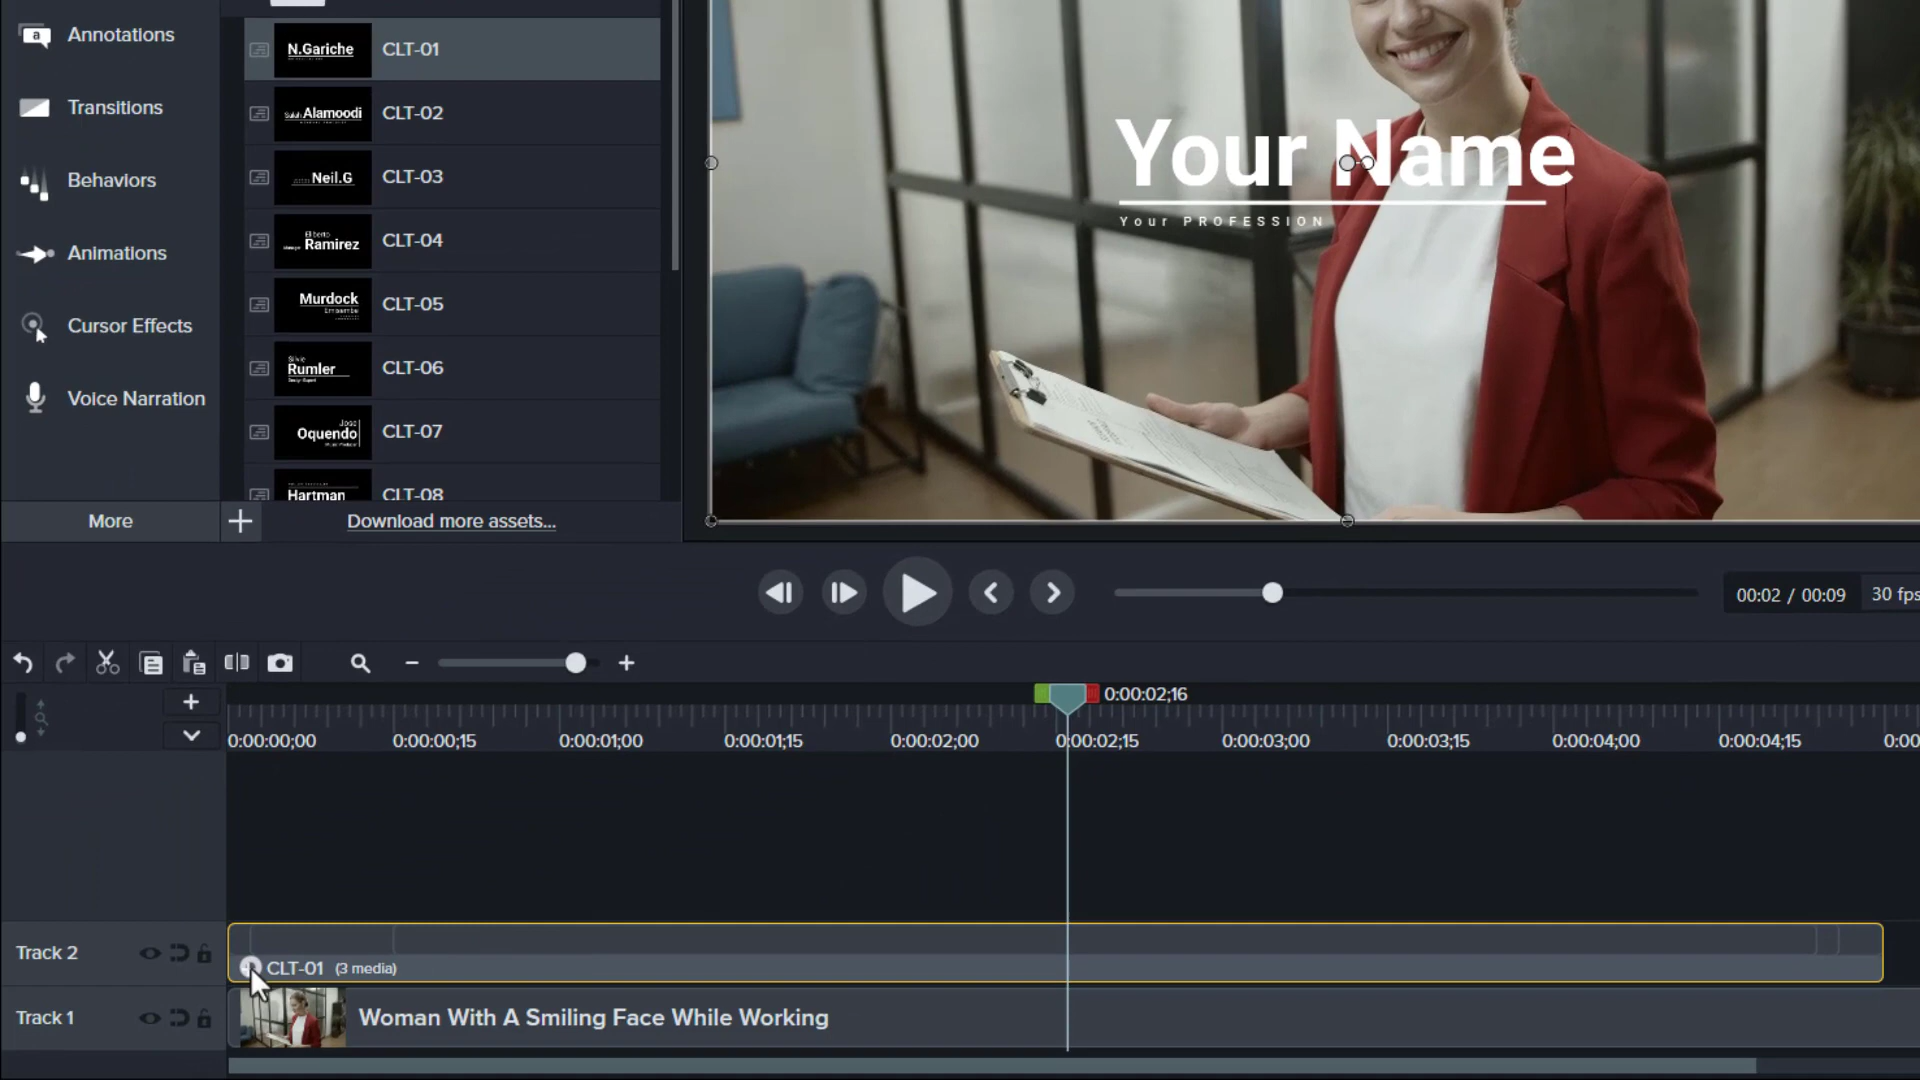 Annotations
Transitions
Behaviors
Animations
Cursor Effects
Voice Narration
More
N.Gariche
CLT-01
Alamoodi
CLT-02
Neil.G
CLT-03
Ramirez
CLT-04
Murdock
CLT-05
Rumler
CLT-06
Jose
Oquendo
CLT-07
Hartman
CLT-08
Download more assets...
Your Name
Your PROFESSION
00:02 / 00:09
30 fps
0:00:02;16
0:00:00;00
0:00:00;15
0:00:01;00
0:00:01;15
0:00:02;00
0:00:02;15
0:00:03;00
0:00:03;15
0:00:04;00
0:00:04;15
0:00
Track 2
CLT-01 (3 media)
Track 1
Woman With A Smiling Face While Working